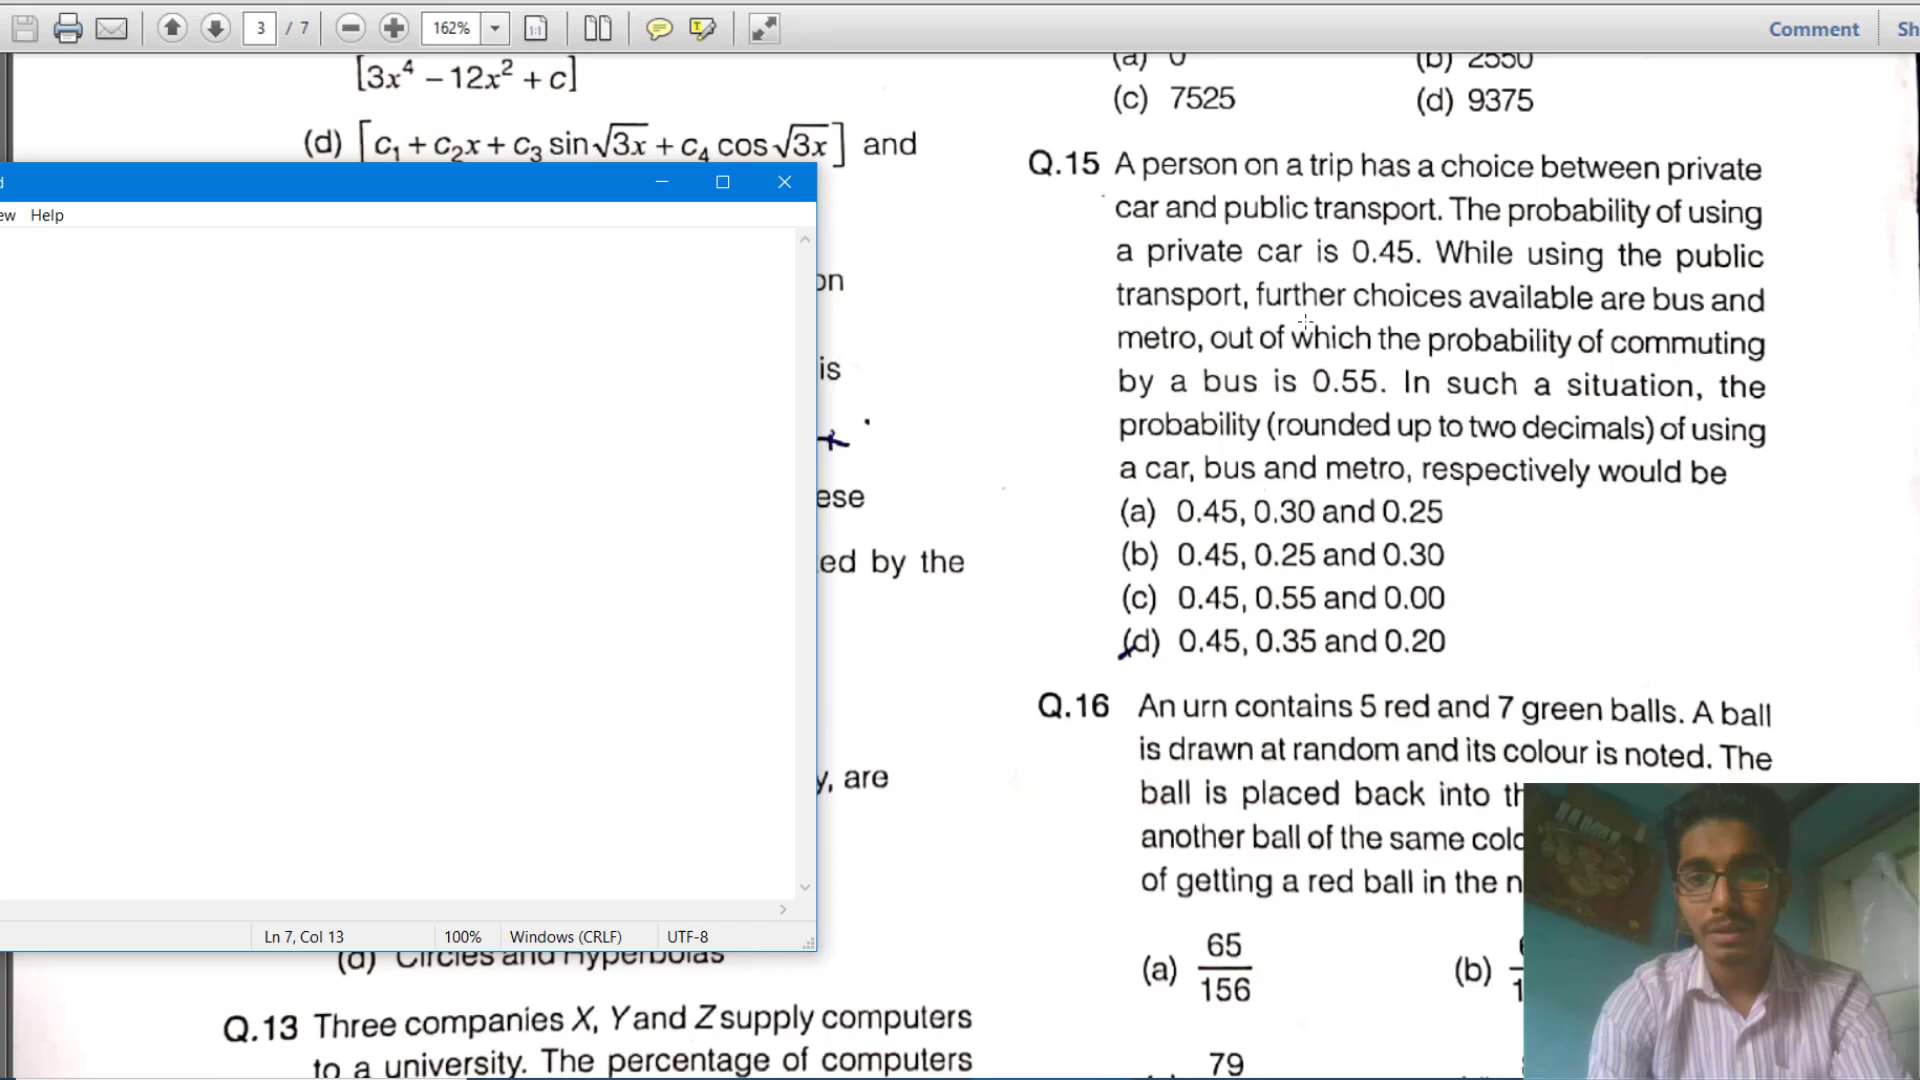 3 / 7
162%
Comment
Sh
[3x⁴ − 12x² + c]
(d) [c₁ + c₂x + c₃ sin√3x + c₄ cos√3x] and
ew Help
on
is
ese
ed by the
y, are
Ln 7, Col 13 100% Windows (CRLF) UTF-8
(d) Circles and Hyperbolas
Q.13 Three companies X, Y and Z supply computers
to a university. The percentage of computers
(a) 0 (b) 2550
(c) 7525 (d) 9375
Q.15 A person on a trip has a choice between private
car and public transport. The probability of using
a private car is 0.45. While using the public
transport, further choices available are bus and
metro, out of which the probability of commuting
by a bus is 0.55. In such a situation, the
probability (rounded up to two decimals) of using
a car, bus and metro, respectively would be
(a) 0.45, 0.30 and 0.25
(b) 0.45, 0.25 and 0.30
(c) 0.45, 0.55 and 0.00
(d) 0.45, 0.35 and 0.20
Q.16 An urn contains 5 red and 7 green balls. A ball
is drawn at random and its colour is noted. The
ball is placed back into th
another ball of the same colo
of getting a red ball in the n
(a) 65/156 (b)
79